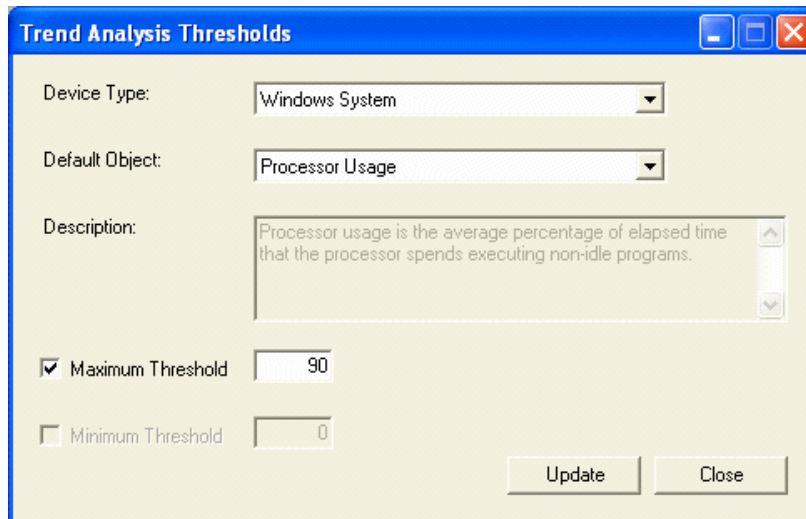 Trend Analysis Thresholds
Device Type:
Windows System
Default Object:
Processor Usage
Description:
Processor usage is the average percentage of elapsed time
that the processor spends executing non-idle programs.
Maximum Threshold
90
Minimum Threshold
0
Update
Close